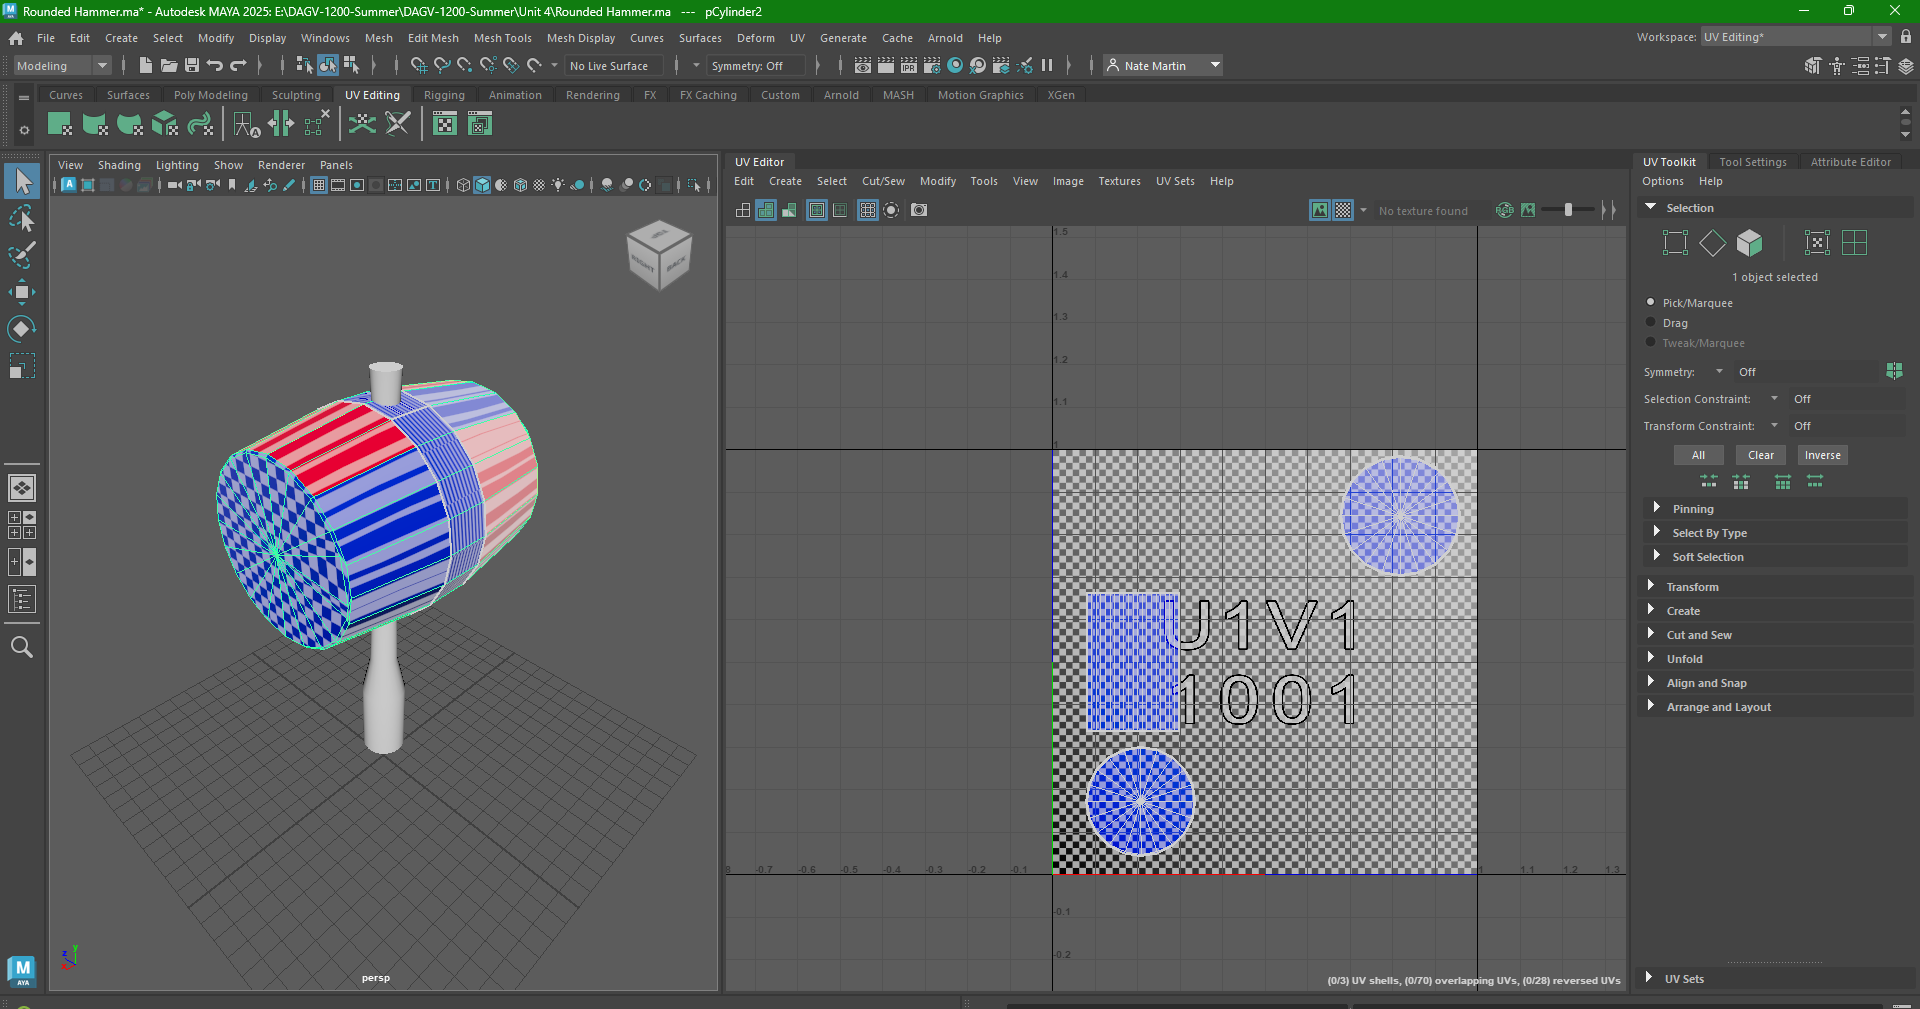 Rounded Hammer.ma* - Autodesk MAYA 2025: E:\DAGV-1200-Summer\DAGV-1200-Summer\Unit 4\Rounded Hammer.ma --- pCylinder2
File Edit Create Select Modify Display Windows Mesh Edit Mesh Mesh Tools Mesh Display Curves Surfaces Deform UV Generate Cache Arnold Help
Workspace: UV Editing*
Modeling No Live Surface Symmetry: Off Nate Martin
IPR
Curves Surfaces Poly Modeling Sculpting UV Editing Rigging Animation Rendering FX FX Caching Custom Arnold MASH Motion Graphics XGen
View Shading Lighting Show Renderer Panels
RIGHT BACK
persp
y
z
UV Editor
Edit Create Select Cut/Sew Modify Tools View Image Textures UV Sets Help
No texture found RGB
1.5
1.4
1.3
1.2
1.1
1
U1V1
1001
-0.7 -0.6 -0.5 -0.4 -0.3 -0.2 -0.1 1 1.1 1.2 1.3
-0.1
-0.2
(0/3) UV shells, (0/70) overlapping UVs, (0/28) reversed UVs
UV Toolkit Tool Settings Attribute Editor
Options Help
Selection
1 object selected
Pick/Marquee
Drag
Tweak/Marquee
Symmetry: Off
Selection Constraint: Off
Transform Constraint: Off
All Clear Inverse
Pinning
Select By Type
Soft Selection
Transform
Create
Cut and Sew
Unfold
Align and Snap
Arrange and Layout
UV Sets
M
AYA